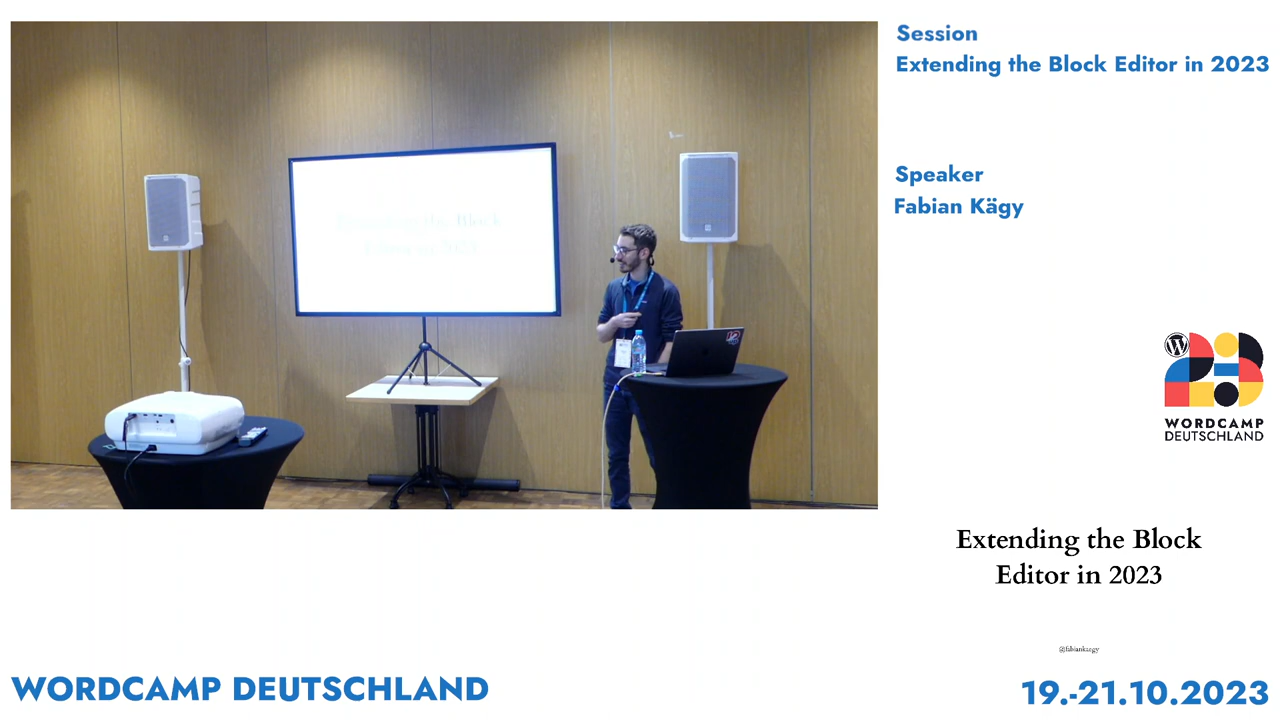 Session
Extending the Block Editor in 2023
Speaker
Fabian Kägy
W
WORDCAMP
DEUTSCHLAND
Extending the Block
Editor in 2023
@fabiankaegy
WORDCAMP DEUTSCHLAND
19.-21.10.2023